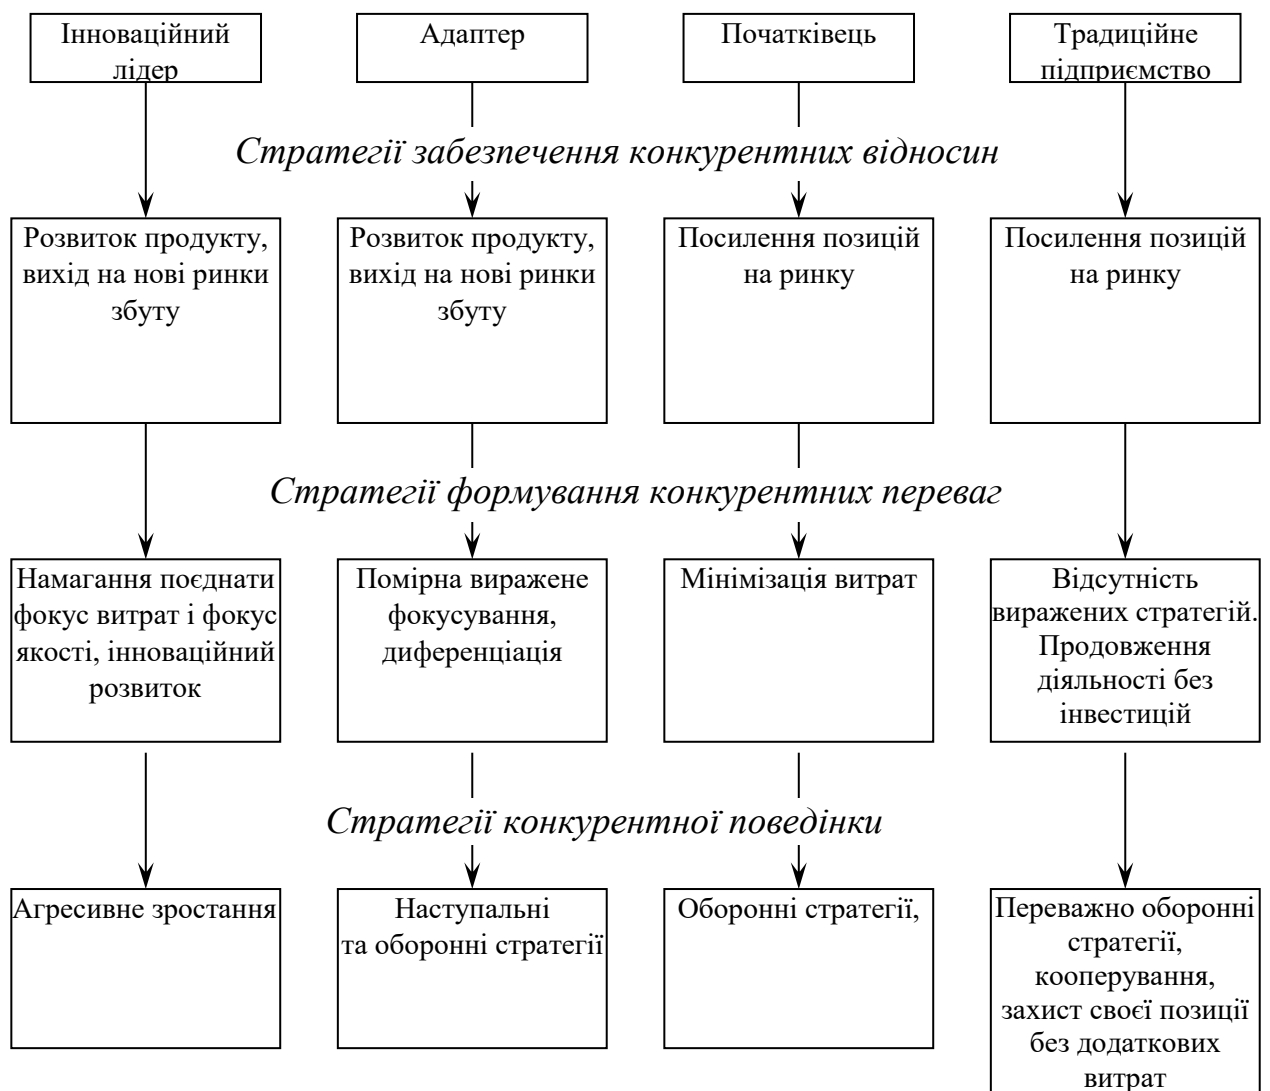 Інноваційний
лідер
Адаптер
Початківець
Традиційне
підприємство
Стратегії забезпечення конкурентних відносин
Розвиток продукту,
вихід на нові ринки
збуту
Розвиток продукту,
вихід на нові ринки
збуту
Посилення позицій
на ринку
Посилення позицій
на ринку
Стратегії формування конкурентних переваг
Намагання поєднати
фокус витрат і фокус
якості, інноваційний
розвиток
Помірна виражене
фокусування,
диференціація
Мінімізація витрат
Відсутність
виражених стратегій.
Продовження
діяльності без
інвестицій
Стратегії конкурентної поведінки
Агресивне зростання
Наступальні
та оборонні стратегії
Оборонні стратегії,
Переважно оборонні
стратегії,
кооперування,
захист своєї позиції
без додаткових
витрат